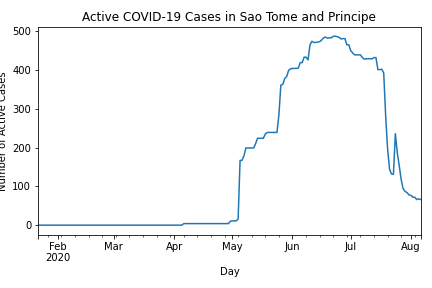 Active COVID-19 Cases in Sao Tome and Principe
Number of Active Cases
500
400
300
200
100
0
Feb
2020
Mar
Apr
May
Jun
Jul
Aug
Day